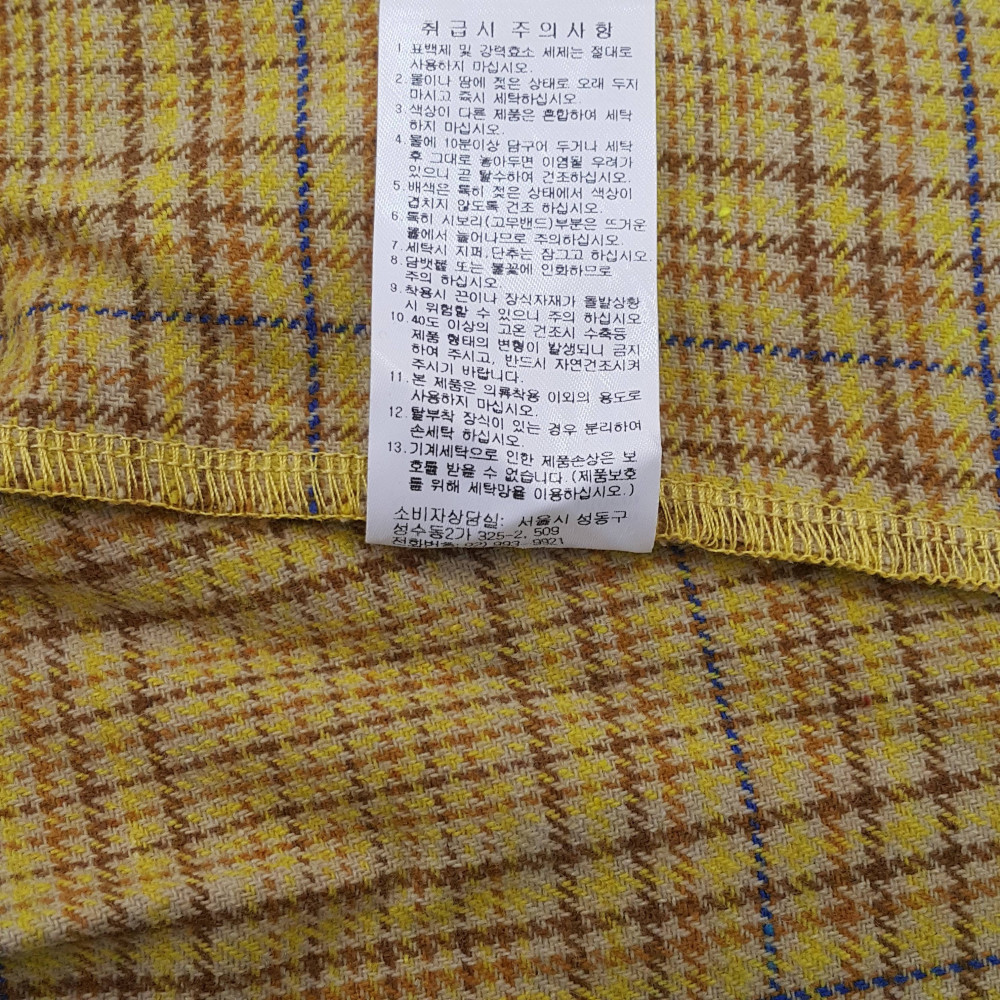 취급시 주의사항
1. 표백제 및 강력효소 세제는 절대로
사용하지 마십시오.
2. 물이나 땀에 젖은 상태로 오래 두지
마시고 즉시 세탁하십시오.
3. 색상이 다른 제품은 혼합하여 세탁
하지 마십시오.
4. 물에 10분이상 담구어 두거나 세탁
후 그대로 놓아두면 이염될 우려가
있으니 곧 탈수하여 건조하십시오.
5. 배색은 특히 젖은 상태에서 색상이
겹치지 않도록 건조 하십시오.
6. 특히 시보리(고무밴드)부분은 뜨거운
물에서 늘어나므로 주의하십시오.
7. 세탁시 지퍼,단추는 잠그고 하십시오.
8. 담뱃불 또는 불꽃에 인화하므로
주의 하십시오.
9. 착용시 끈이나 장식자재가 돌발상황
시 위험할 수 있으니 주의 하십시오
10. 40도 이상의 고온 건조시 수축등
제품 형태의 변형이 발생되니 금지
하여 주시고, 반드시 자연건조시켜
주시기 바랍니다.
11. 본 제품은 의류착용 이외의 용도로
사용하지 마십시오.
12. 탈부착 장식이 있는 경우 분리하여
손세탁 하십시오.
13. 기계세탁으로 인한 제품손상은 보
호를 받을 수 없습니다. (제품보호
를 위해 세탁망을 이용하십시오.)
소비자상담실: 서울시 성동구
성수동2가 325-2, 509
전화번호: